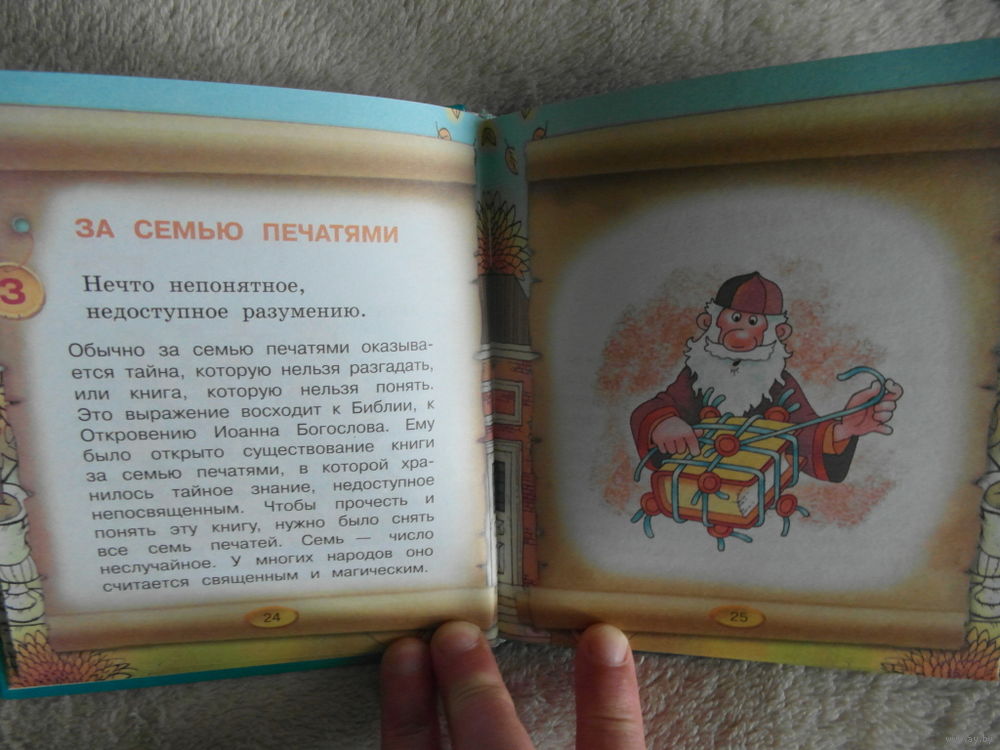 ЗА СЕМЬЮ ПЕЧАТЯМИ
З
Нечто непонятное,
недоступное разумению.
Обычно за семью печатями оказыва-
ется тайна, которую нельзя разгадать,
или книга, которую нельзя понять.
Это выражение восходит к Библии, к
Откровению Иоанна Богослова. Ему
было открыто существование книги
за семью печатями, в которой хра-
нилось тайное знание, недоступное
непосвященным. Чтобы прочесть и
понять эту книгу, нужно было снять
все семь печатей. Семь — число
неслучайное. У многих народов оно
считается священным и магическим.
24
25
www.ay.by